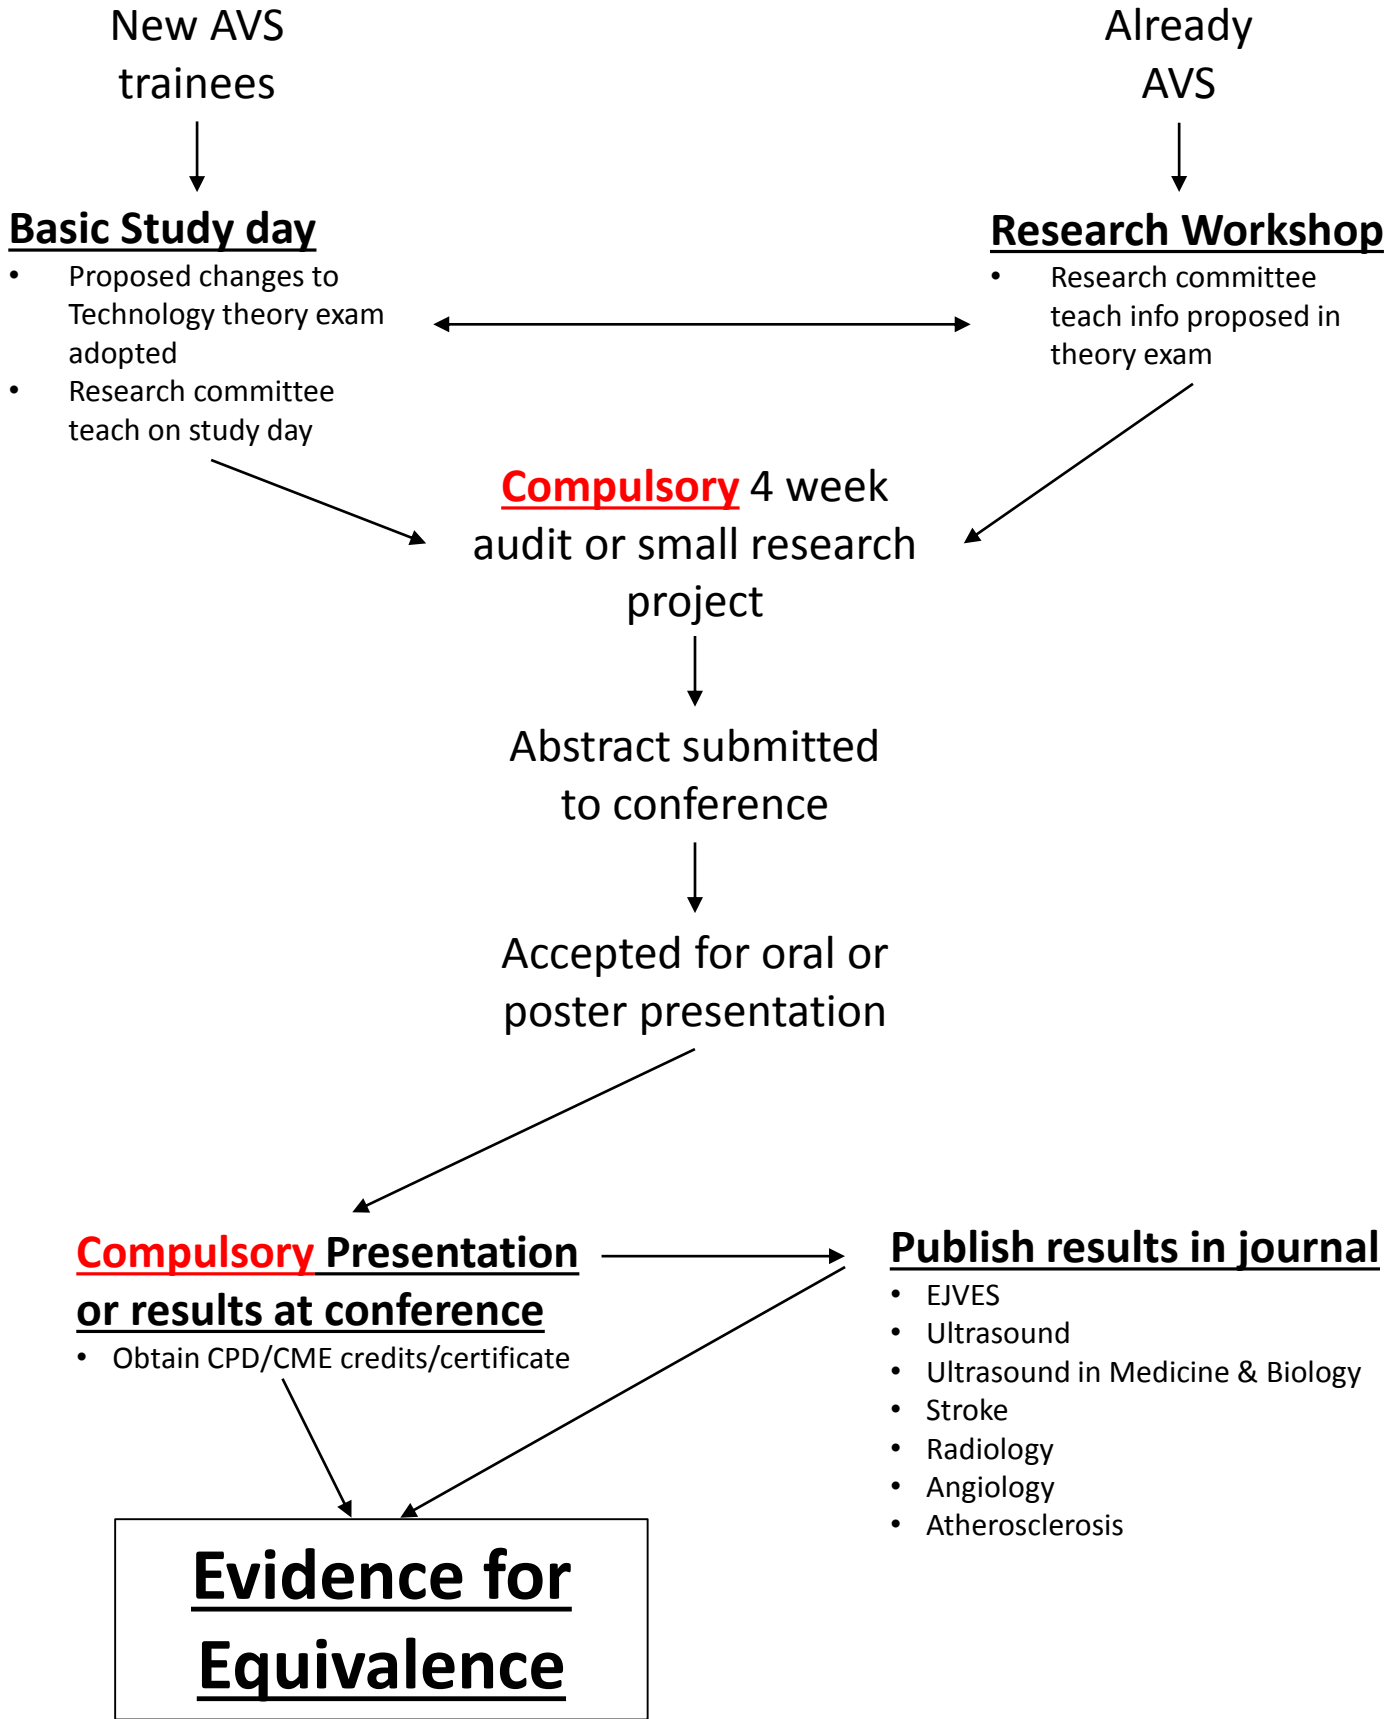 New AVS
trainees
Already
AVS
Basic Study day
• Proposed changes to
Technology theory exam
adopted
• Research committee
teach on study day
Research Workshop
• Research committee
teach info proposed in
theory exam
Compulsory 4 week
audit or small research
project
Abstract submitted
to conference
Accepted for oral or
poster presentation
Compulsory Presentation
or results at conference
• Obtain CPD/CME credits/certificate
Publish results in journal
• EJVES
• Ultrasound
• Ultrasound in Medicine & Biology
• Stroke
• Radiology
• Angiology
• Atherosclerosis
Evidence for
Equivalence